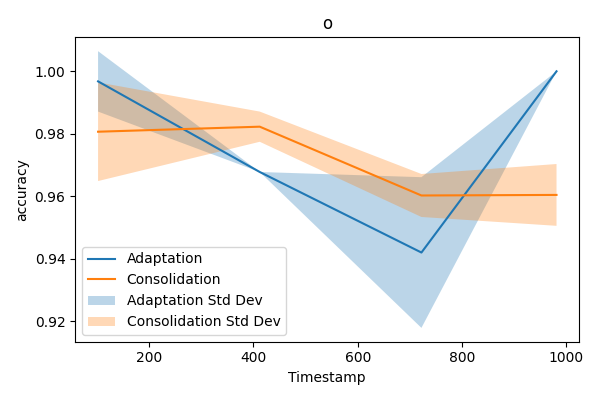 o
accuracy
1.00
0.98
0.96
0.94
0.92
Adaptation
Consolidation
Adaptation Std Dev
Consolidation Std Dev
200
400
600
800
1000
Timestamp